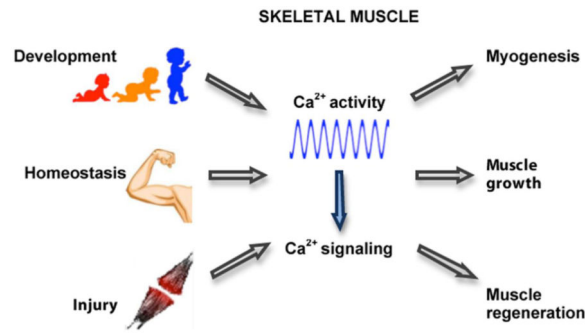 SKELETAL MUSCLE
Development
Myogenesis
Ca²⁺ activity
Homeostasis
Muscle
growth
Ca²⁺ signaling
Injury
Muscle
regeneration